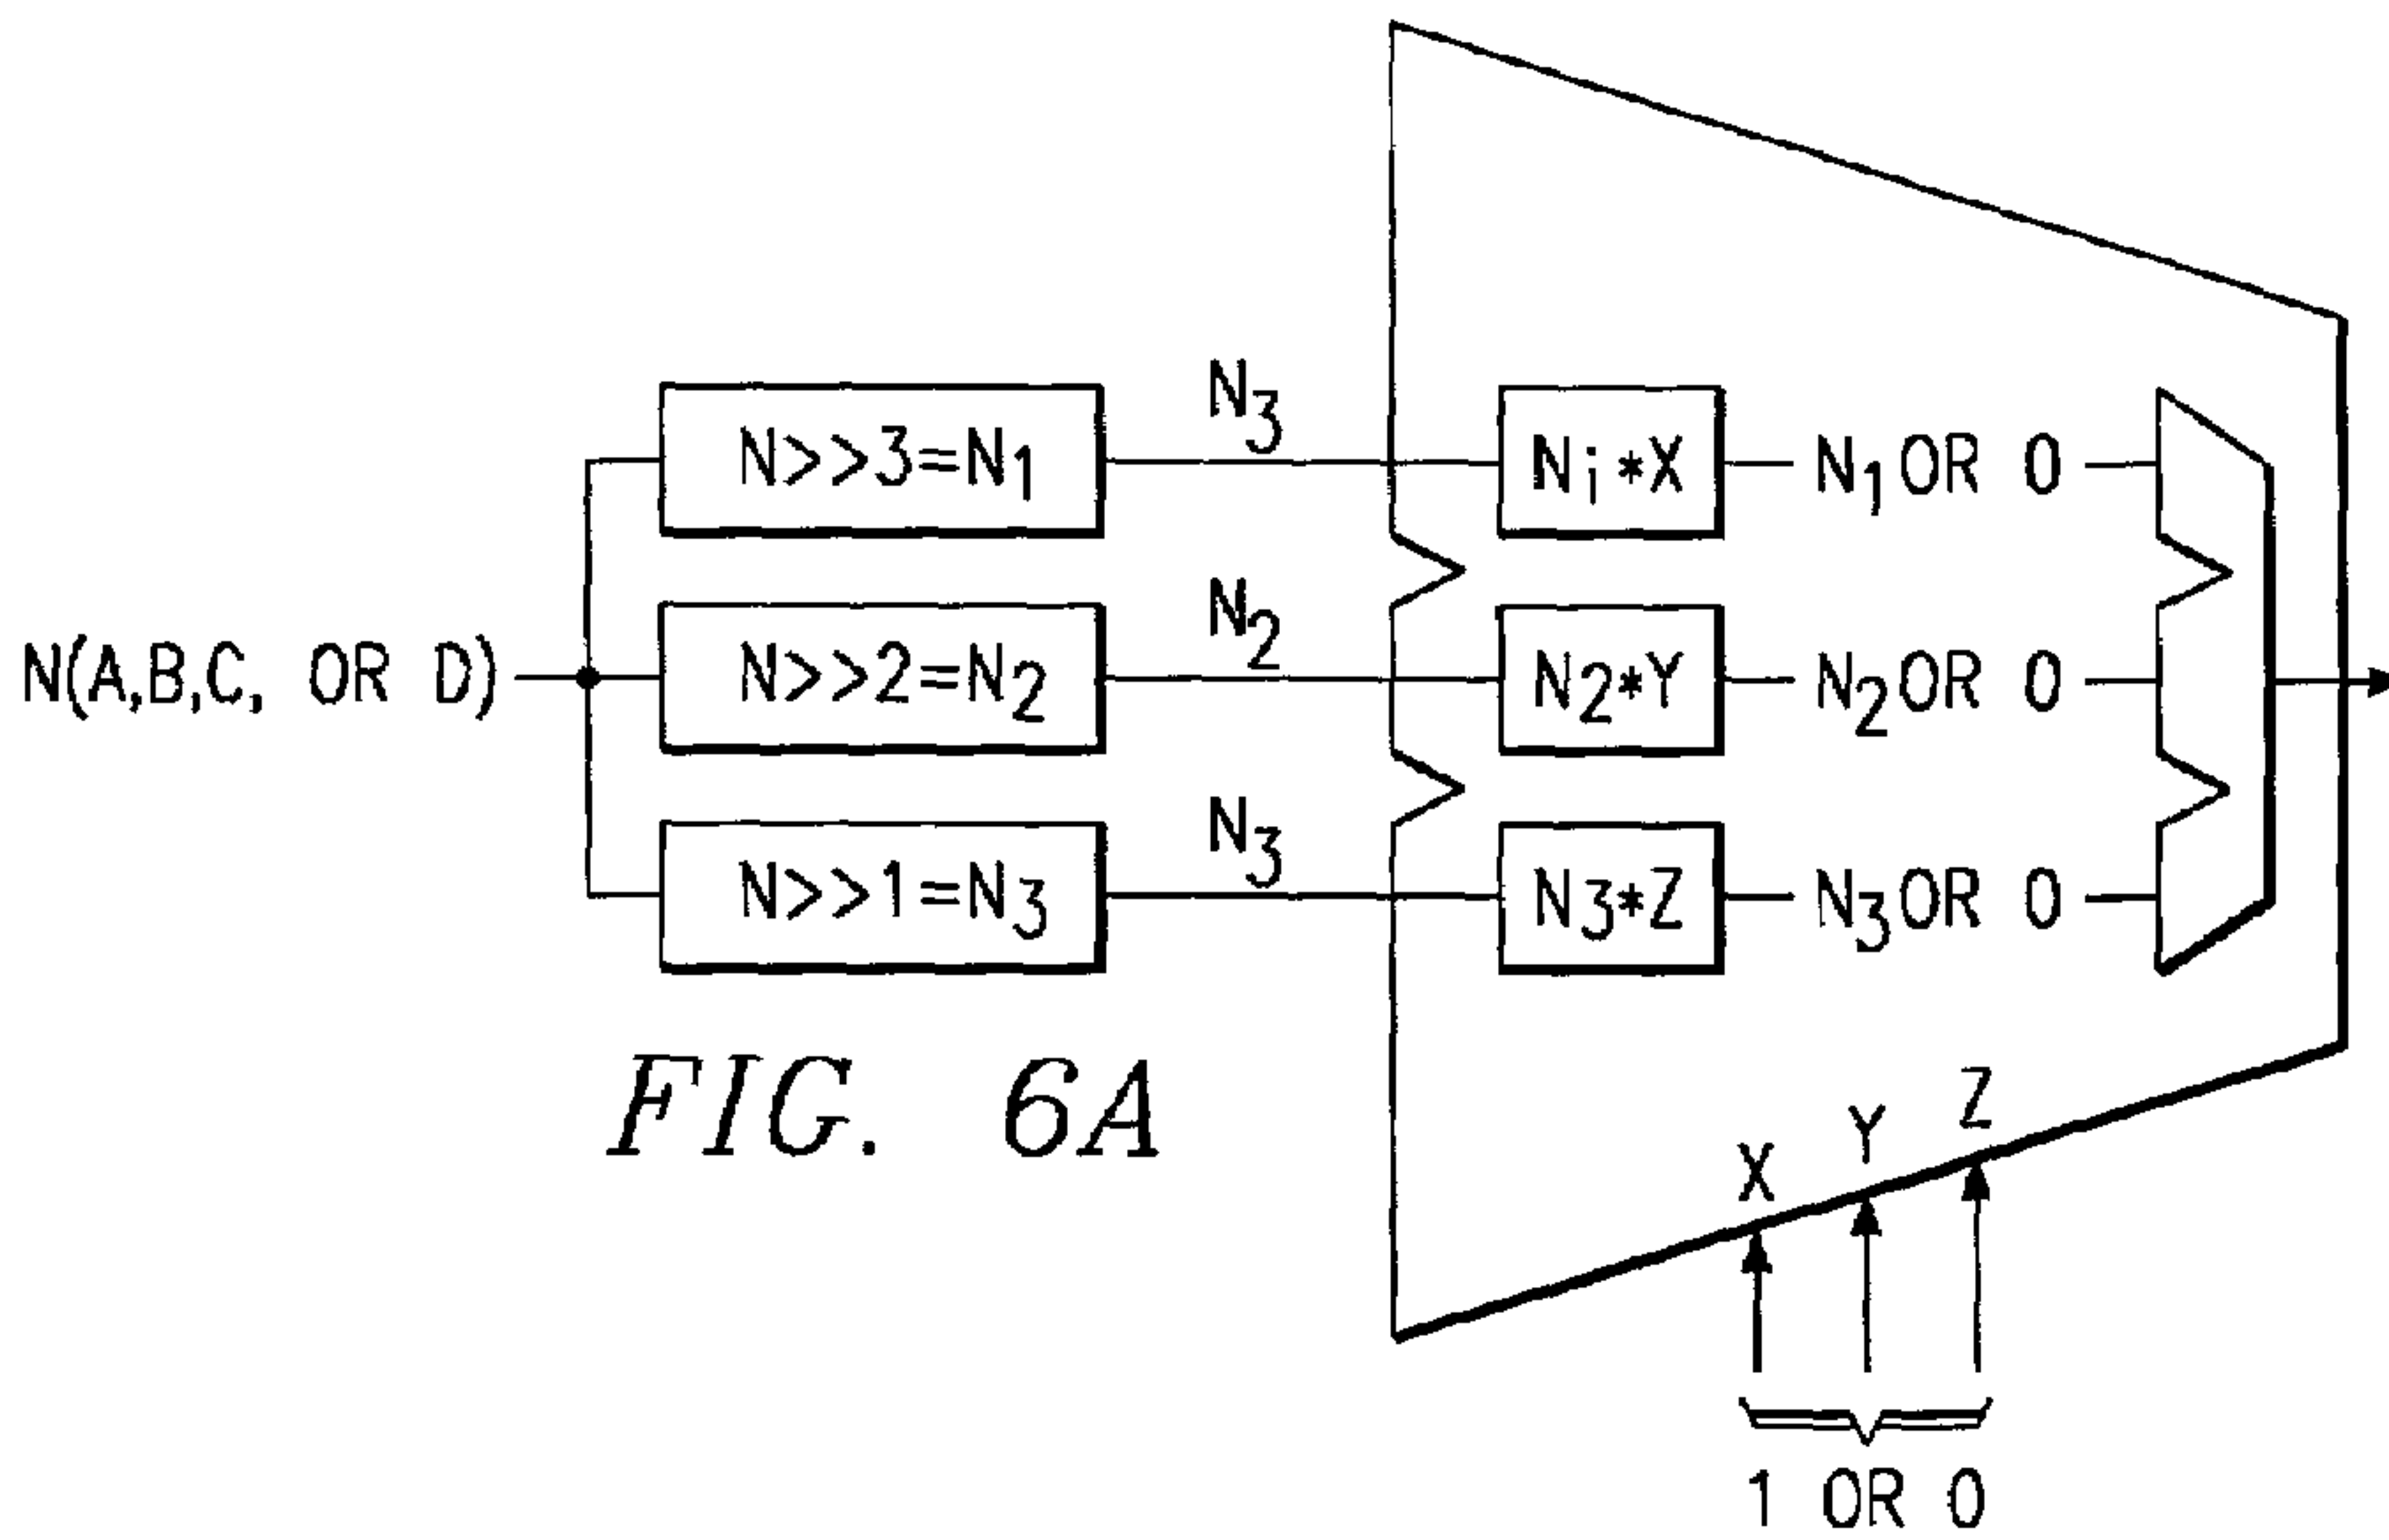 N₃
N>>3=N₁
Nᵢ*X
N₁OR 0
N₂
N(A,B,C, OR D)
N>>2=N₂
N₂*Y
N₂OR 0
N₃
N>>1=N₃
N₃*Z
N₃OR 0
FIG. 6A
X
Y
Z
1 OR 0